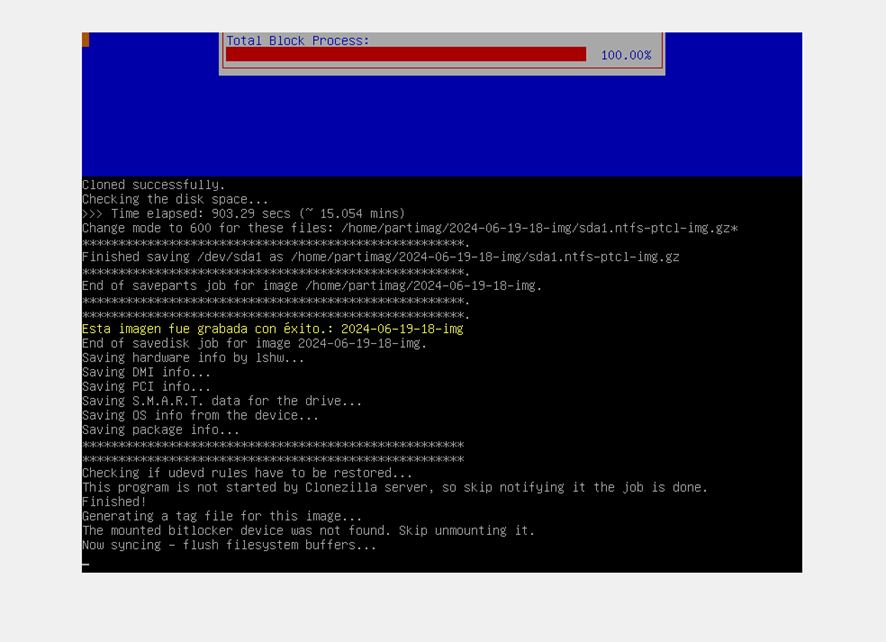 Total Block Process:
100.00%
Cloned successfully.
Checking the disk space...
>>> Time elapsed: 903.29 secs (~ 15.054 mins)
Change mode to 600 for these files: /home/partimag/2024-06-19-18-img/sda1.ntfs-ptcl-img.gz*
*****************************************************.
Finished saving /dev/sda1 as /home/partimag/2024-06-19-18-img/sda1.ntfs-ptcl-img.gz
*****************************************************.
End of saveparts job for image /home/partimag/2024-06-19-18-img.
*****************************************************.
*****************************************************.
Esta imagen fue grabada con éxito.: 2024-06-19-18-img
End of savedisk job for image 2024-06-19-18-img.
Saving hardware info by lshw...
Saving DMI info...
Saving PCI info...
Saving S.M.A.R.T. data for the drive...
Saving OS info from the device...
Saving package info...
*****************************************************
*****************************************************
Checking if udevd rules have to be restored...
This program is not started by Clonezilla server, so skip notifying it the job is done.
Finished!
Generating a tag file for this image...
The mounted bitlocker device was not found. Skip unmounting it.
Now syncing - flush filesystem buffers...